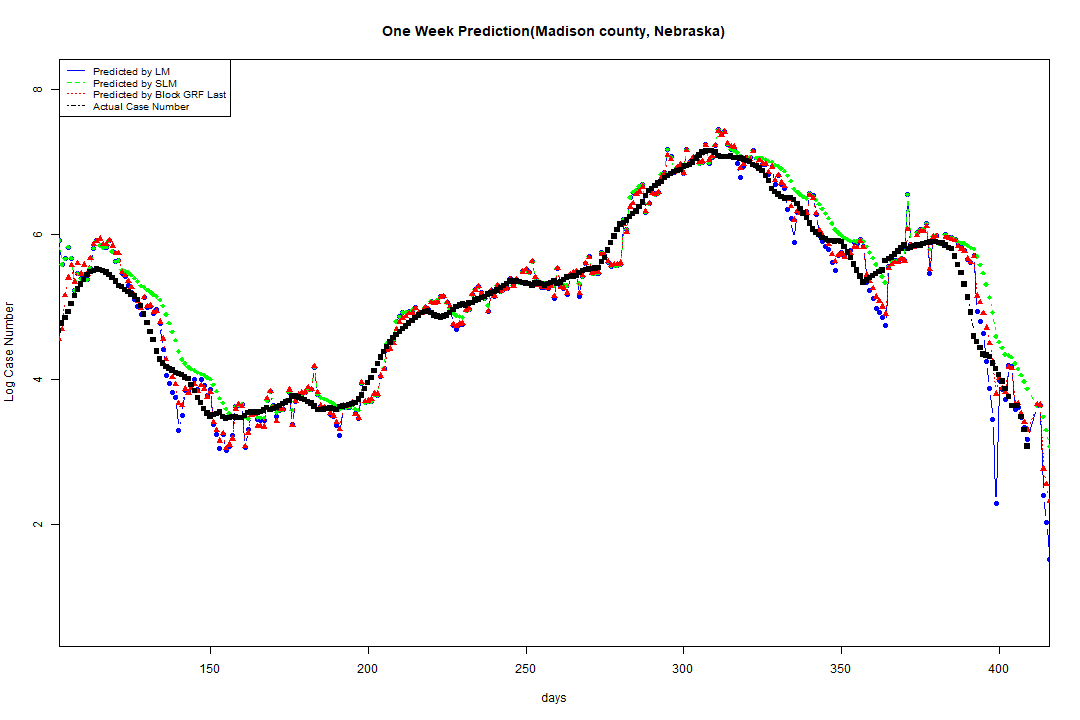 One Week Prediction(Madison county, Nebraska)
Predicted by LM
Predicted by SLM
Predicted by Block GRF Last
Actual Case Number
8
6
4
2
Log Case Number
150
200
250
300
350
400
days